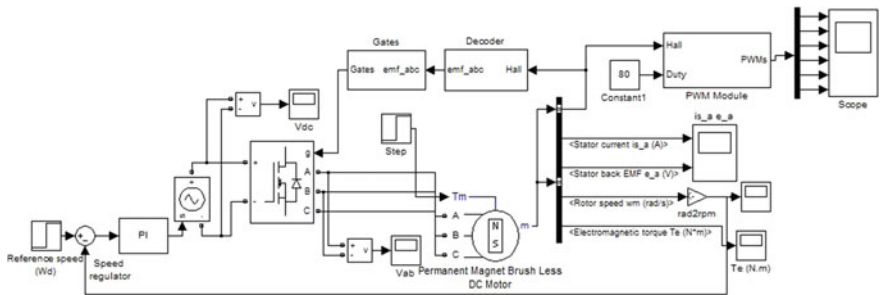 Gates
Decoder
Gates emf_abc
emf_abc Hall
Hall
Duty
PWMs
PWM Module
80
Constant1
Scope
+
-
v
Vdc
Step
is_a e_a
<Stator current is_a (A)>
<Stator back EMF e_a (V)>
<Rotor speed wm (rad/s)>
<Electromagnetic torque Te (N*m)>
rad2rpm
Te (N.m)
g
A
B
C
+
-
Tm
A
B
C
N
S
m
Permanent Magnet Brush Less
DC Motor
+
-
v
Vab
Reference speed
(Wd)
Speed
regulator
PI
s
+
-